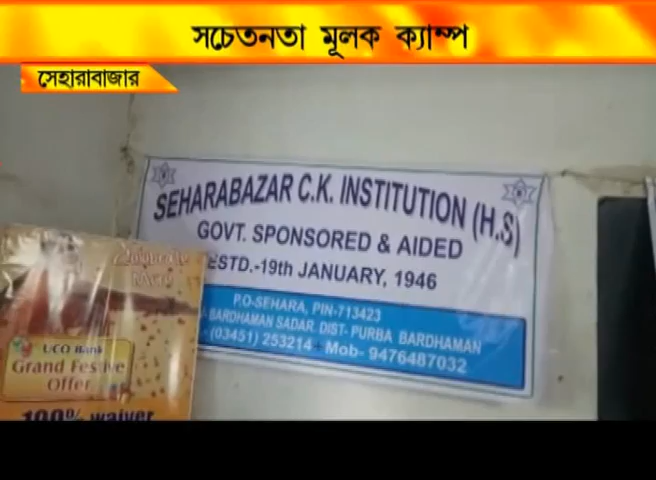 সচেতনতা মূলক ক্যাম্প
সেহারাবাজার
SEHARABAZAR C.K. INSTITUTION (H.S)
GOVT. SPONSORED & AIDED
ESTD.-19th JANUARY, 1946
P.O-SEHARA, PIN-713423
BARDHAMAN SADAR. DIST- PURBA BARDHAMAN
(03451) 253214 Mob- 9476487032
UCO Bank
Grand Festive
Offer
100% waiver